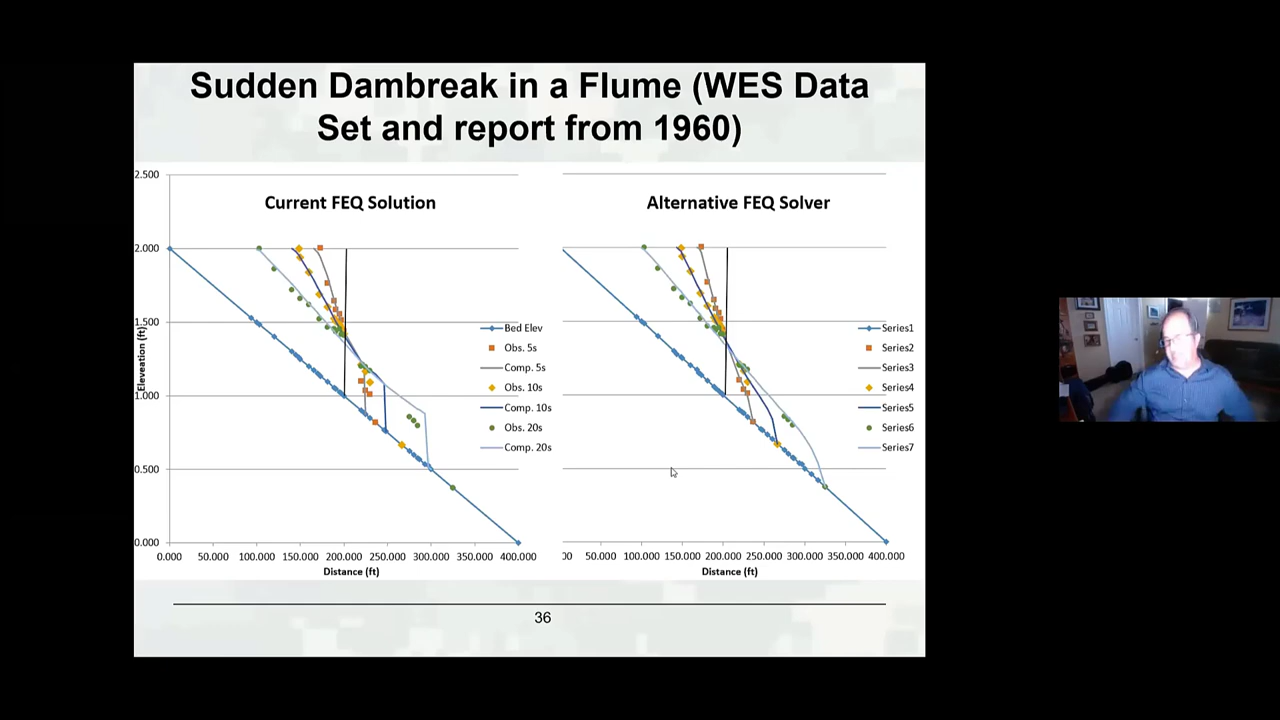 Sudden Dambreak in a Flume (WES Data
Set and report from 1960)
Current FEQ Solution
2.500
2.000
1.500
1.000
0.500
0.000
Eleveation (ft)
0.000 50.000 100.000 150.000 200.000 250.000 300.000 350.000 400.000
Distance (ft)
Bed Elev
Obs. 5s
Comp. 5s
Obs. 10s
Comp. 10s
Obs. 20s
Comp. 20s
Alternative FEQ Solver
50.000 100.000 150.000 200.000 250.000 300.000 350.000 400.000
Distance (ft)
Series1
Series2
Series3
Series4
Series5
Series6
Series7
36